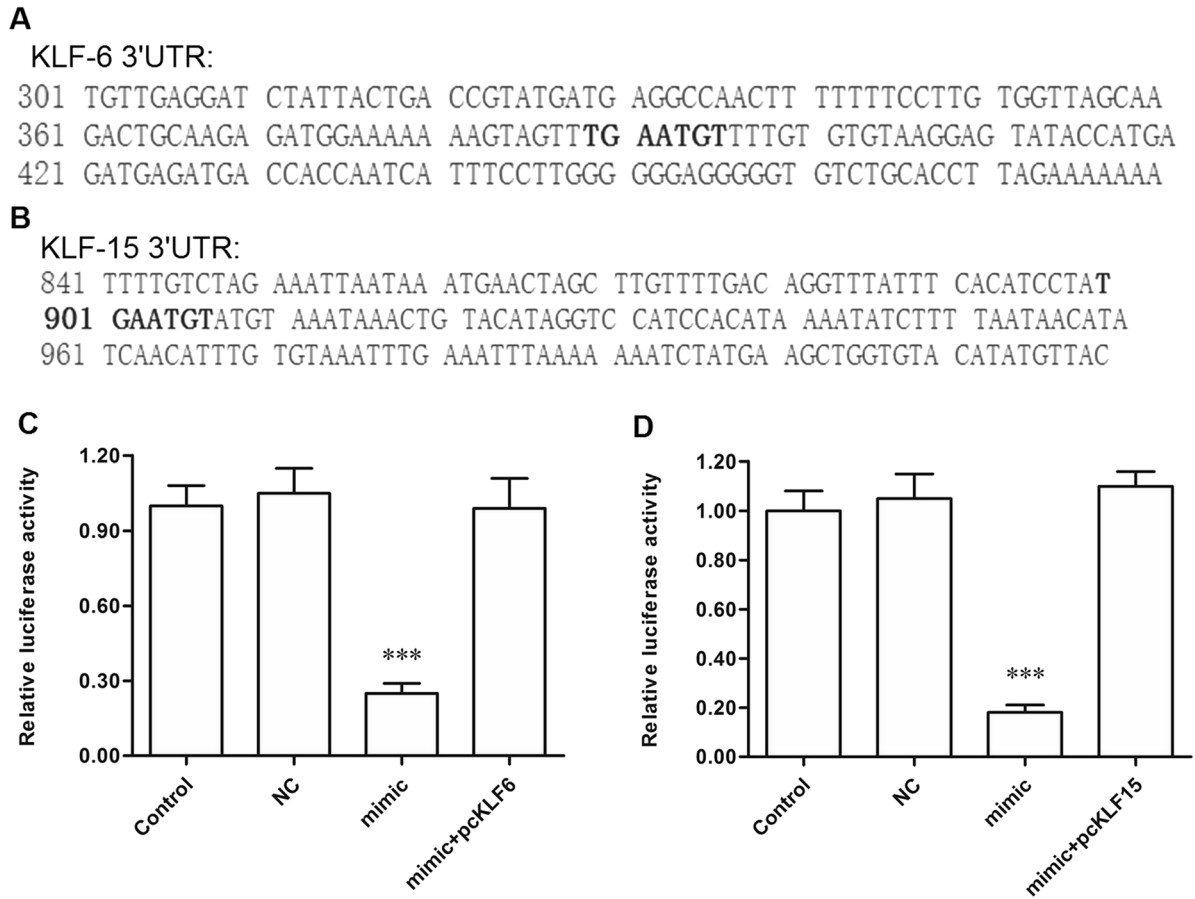 A
KLF-6 3'UTR:
301 TGTTGAGGAT CTATTACTGA CCGTATGATG AGGCCAACTT TTTTTCCTTG TGGTTAGCAA
361 GACTGCAAGA GATGGAAAAA AAGTAGTTTG AATGTTTTGT GTGTAAGGAG TATACCATGA
421 GATGAGATGA CCACCAATCA TTTCCTTGGG GGGAGGGGGT GTCTGCACCT TAGAAAAAAA
B
KLF-15 3'UTR:
841 TTTTGTCTAG AAATTAATAA ATGAACTAGC TTGTTTTGAC AGGTTTATTT CACATCCTAT
901 GAATGTATGT AAATAAACTG TACATAGGTC CATCCACATA AAATATCTTT TAATAACATA
961 TCAACATTTG TGTAAATTTG AAATTTAAAA AAATCTATGA AGCTGGTGTA CATATGTTAC
C
Relative luciferase activity
1.20
0.90
0.60
0.30
0.00
***
Control
NC
mimic
mimic+pcKLF6
D
Relative luciferase activity
1.20
1.00
0.80
0.60
0.40
0.20
0.00
***
Control
NC
mimic
mimic+pcKLF15